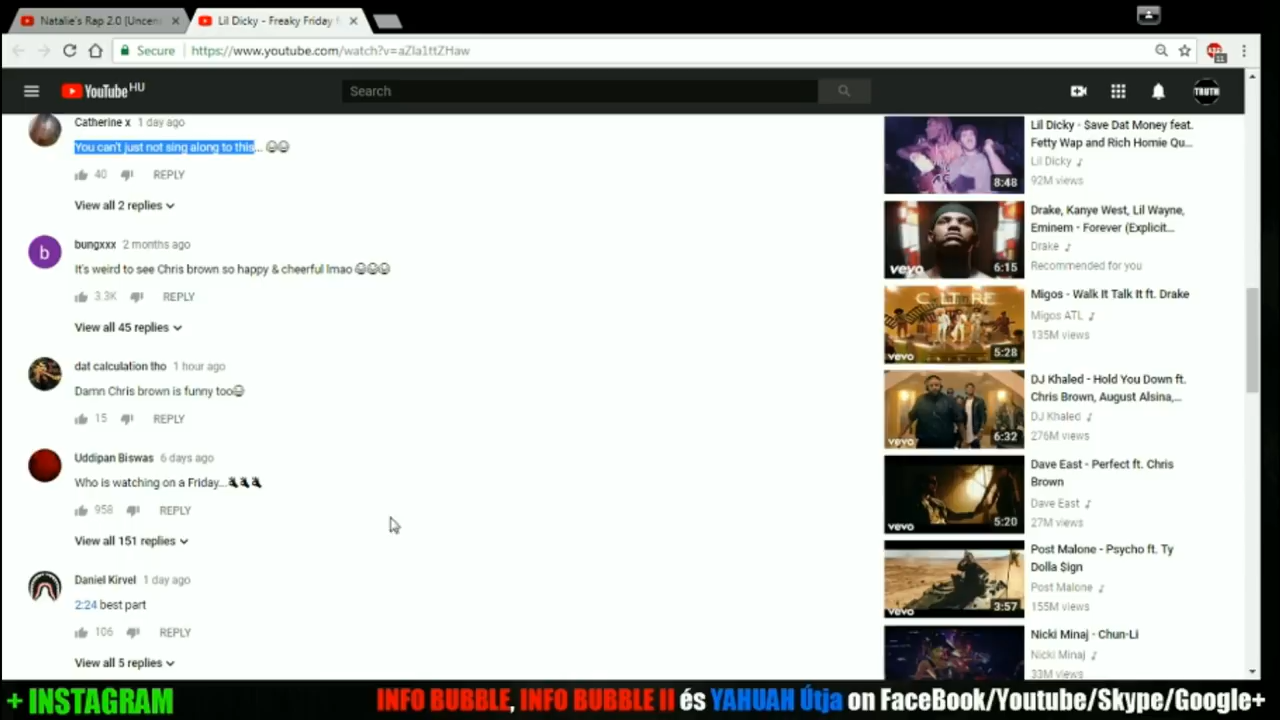 Natalie's Rap 2.0 (Uncen
Lil Dicky - Freaky Friday f
Secure
https://www.youtube.com/watch?v=aZla1ttZHaw
YouTube HU
Search
TRUTH
Catherine x 1 day ago
You can't just not sing along to this...
40 REPLY
View all 2 replies
b
bungxxx 2 months ago
It's weird to see Chris brown so happy & cheerful lmao
3.3K REPLY
View all 45 replies
dat calculation tho 1 hour ago
Damn Chris brown is funny too
15 REPLY
Uddipan Biswas 6 days ago
Who is watching on a Friday...
958 REPLY
View all 151 replies
Daniel Kirvel 1 day ago
2:24 best part
106 REPLY
View all 5 replies
8:48
Lil Dicky - $ave Dat Money feat.
Fetty Wap and Rich Homie Qu...
Lil Dicky
92M views
vevo
6:15
Drake, Kanye West, Lil Wayne,
Eminem - Forever (Explicit...
Drake
Recommended for you
vevo
5:28
Migos - Walk It Talk It ft. Drake
Migos ATL
135M views
vevo
6:32
DJ Khaled - Hold You Down ft.
Chris Brown, August Alsina,...
DJ Khaled
276M views
vevo
5:20
Dave East - Perfect ft. Chris
Brown
Dave East
27M views
vevo
3:57
Post Malone - Psycho ft. Ty
Dolla $ign
Post Malone
155M views
Nicki Minaj - Chun-Li
Nicki Minaj
33M views
+ INSTAGRAM
INFO BUBBLE, INFO BUBBLE II és YAHUAH Útja on FaceBook/Youtube/Skype/Google+